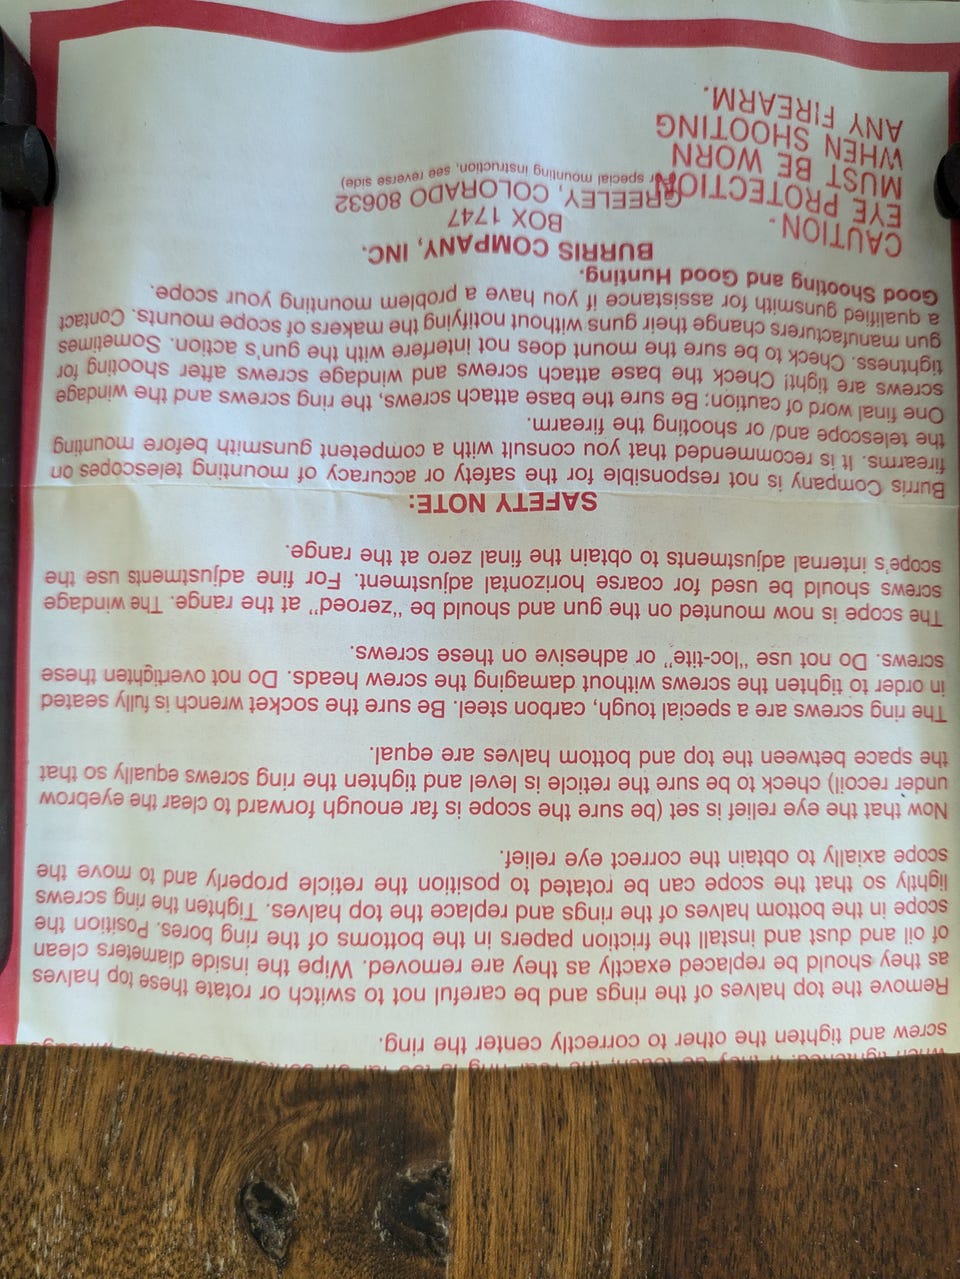 screw and tighten the other to correctly center the ring.
Remove the top halves of the rings and be careful not to switch or rotate these top halves
as they should be replaced exactly as they are removed. Wipe the inside diameters clean
of oil and dust and install the friction papers in the bottoms of the ring bores. Position the
scope in the bottom halves of the rings and replace the top halves. Tighten the ring screws
lightly so that the scope can be rotated to position the reticle properly and to move the
scope axially to obtain the correct eye relief.
Now that the eye relief is set (be sure the scope is far enough forward to clear the eyebrow
under recoil) check to be sure the reticle is level and tighten the ring screws equally so that
the space between the top and bottom halves are equal.
The ring screws are a special tough, carbon steel. Be sure the socket wrench is fully seated
in order to tighten the screws without damaging the screw heads. Do not overtighten these
screws. Do not use "loc-tite" or adhesive on these screws.
The scope is now mounted on the gun and should be "zeroed" at the range. The windage
screws should be used for coarse horizontal adjustment. For fine adjustments use the
scope's internal adjustments to obtain the final zero at the range.
SAFETY NOTE:
Burris Company is not responsible for the safety or accuracy of mounting telescopes on
firearms. It is recommended that you consult with a competent gunsmith before mounting
the telescope and/or shooting the firearm.
One final word of caution: Be sure the base attach screws, the ring screws and the windage
screws are tight! Check the base attach screws and windage screws after shooting for
tightness. Check to be sure the mount does not interfere with the gun's action. Sometimes
gun manufacturers change their guns without notifying the makers of scope mounts. Contact
a qualified gunsmith for assistance if you have a problem mounting your scope.
Good Shooting and Good Hunting.
BURRIS COMPANY, INC.
BOX 1747
GREELEY, COLORADO 80632
special mounting instruction, see reverse side)
CAUTION-
EYE PROTECTION
MUST BE WORN
WHEN SHOOTING
ANY FIREARM.